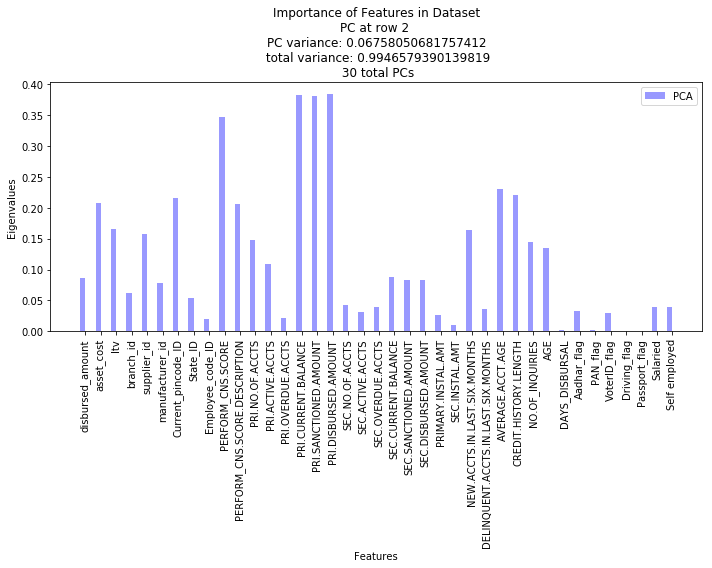 Importance of Features in Dataset
PC at row 2
PC variance: 0.06758050681757412
total variance: 0.9946579390139819
30 total PCs
PCA
Eigenvalues
0.40
0.35
0.30
0.25
0.20
0.15
0.10
0.05
0.00
disbursed_amount
asset_cost
ltv
branch_id
supplier_id
manufacturer_id
Current_pincode_ID
State_ID
Employee_code_ID
PERFORM_CNS.SCORE
PERFORM_CNS.SCORE.DESCRIPTION
PRI.NO.OF.ACCTS
PRI.ACTIVE.ACCTS
PRI.OVERDUE.ACCTS
PRI.CURRENT.BALANCE
PRI.SANCTIONED.AMOUNT
PRI.DISBURSED.AMOUNT
SEC.NO.OF.ACCTS
SEC.ACTIVE.ACCTS
SEC.OVERDUE.ACCTS
SEC.CURRENT.BALANCE
SEC.SANCTIONED.AMOUNT
SEC.DISBURSED.AMOUNT
PRIMARY.INSTAL.AMT
SEC.INSTAL.AMT
NEW.ACCTS.IN.LAST.SIX.MONTHS
DELINQUENT.ACCTS.IN.LAST.SIX.MONTHS
AVERAGE.ACCT.AGE
CREDIT.HISTORY.LENGTH
NO.OF_INQUIRIES
AGE
DAYS_DISBURSAL
Aadhar_flag
PAN_flag
VoterID_flag
Driving_flag
Passport_flag
Salaried
Self employed
Features